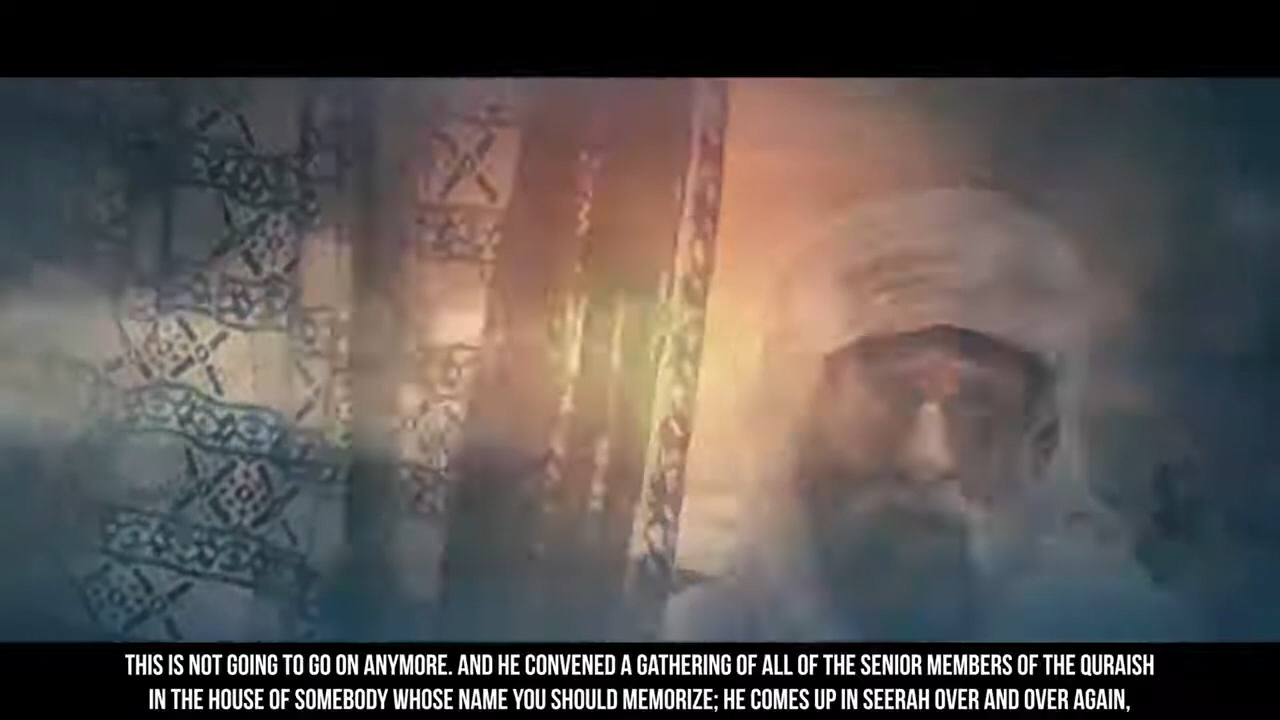 THIS IS NOT GOING TO GO ON ANYMORE. AND HE CONVENED A GATHERING OF ALL OF THE SENIOR MEMBERS OF THE QURAISH
IN THE HOUSE OF SOMEBODY WHOSE NAME YOU SHOULD MEMORIZE; HE COMES UP IN SEERAH OVER AND OVER AGAIN,